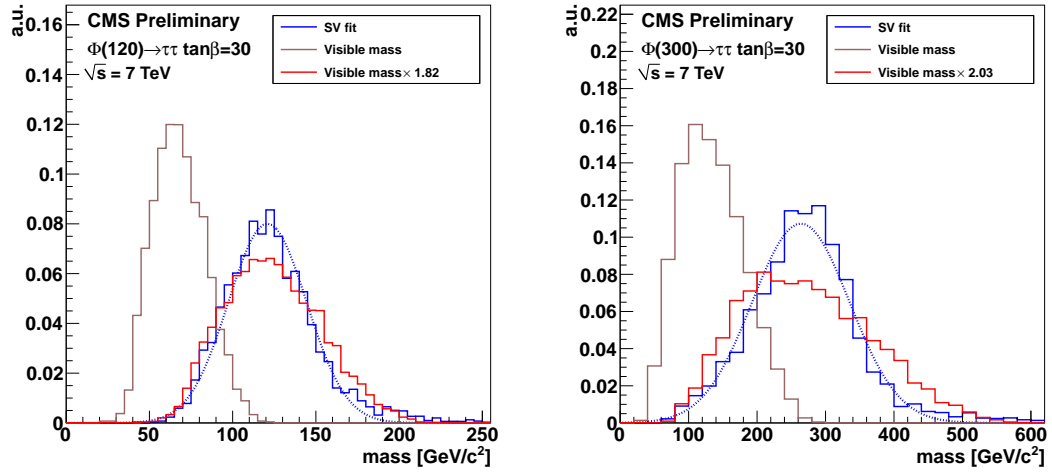 a.u.
0.16
0.14
0.12
0.1
0.08
0.06
0.04
0.02
0
CMS Preliminary
Φ(120)→ττ tanβ=30
√s = 7 TeV
SV fit
Visible mass
Visible mass× 1.82
0 50 100 150 200 250
mass [GeV/c²]
a.u.
0.22
0.2
0.18
0.16
0.14
0.12
0.1
0.08
0.06
0.04
0.02
0
CMS Preliminary
Φ(300)→ττ tanβ=30
√s = 7 TeV
SV fit
Visible mass
Visible mass× 2.03
0 100 200 300 400 500 600
mass [GeV/c²]